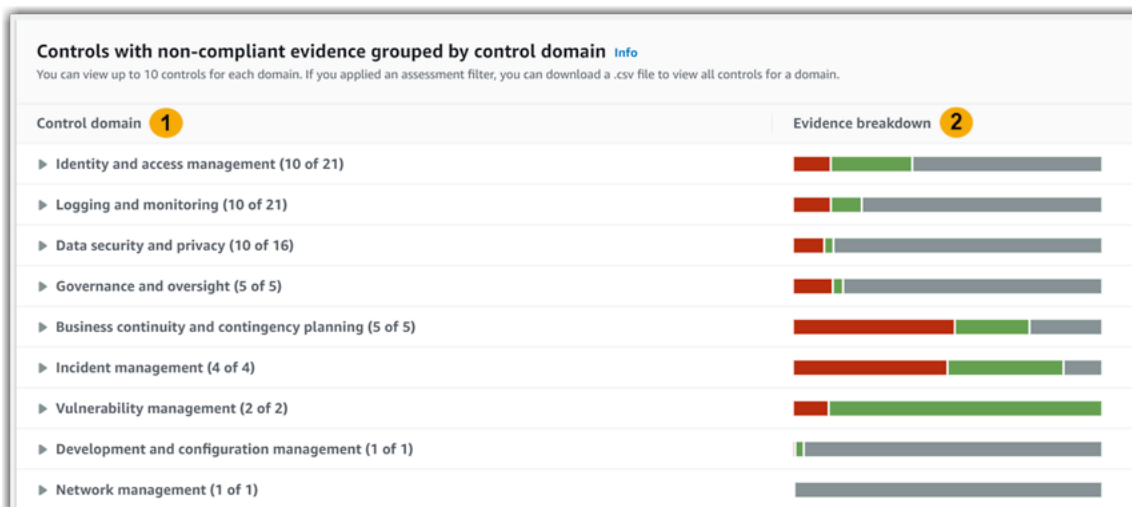 Controls with non-compliant evidence grouped by control domain Info
You can view up to 10 controls for each domain. If you applied an assessment filter, you can download a .csv file to view all controls for a domain.
Control domain 1 Evidence breakdown 2
Identity and access management (10 of 21)
Logging and monitoring (10 of 21)
Data security and privacy (10 of 16)
Governance and oversight (5 of 5)
Business continuity and contingency planning (5 of 5)
Incident management (4 of 4)
Vulnerability management (2 of 2)
Development and configuration management (1 of 1)
Network management (1 of 1)